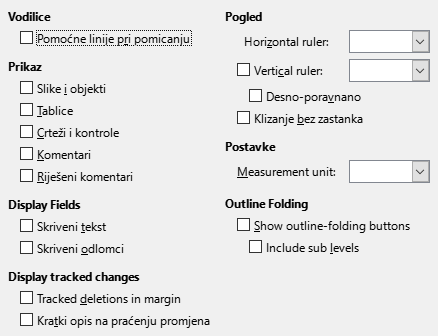 Vodilice
Pomoćne linije pri pomicanju
Prikaz
Slike i objekti
Tablice
Crteži i kontrole
Komentari
Riješeni komentari
Display Fields
Skriveni tekst
Skriveni odlomci
Display tracked changes
Tracked deletions in margin
Kratki opis na praćenju promjena
Pogled
Horizontal ruler:
Vertical ruler:
Desno-poravnano
Klizanje bez zastanka
Postavke
Measurement unit:
Outline Folding
Show outline-folding buttons
Include sub levels